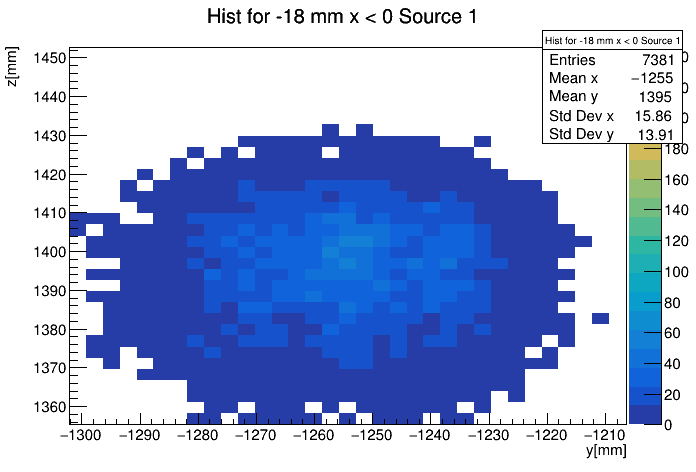 Hist for -18 mm x < 0 Source 1
z[mm]
Hist for -18 mm x < 0 Source 1
Entries 7381
Mean x −1255
Mean y 1395
Std Dev x 15.86
Std Dev y 13.91
1450
1440
1430
1420
1410
1400
1390
1380
1370
1360
180
160
140
120
100
80
60
40
20
0
−1300 −1290 −1280 −1270 −1260 −1250 −1240 −1230 −1220 −1210
y[mm]